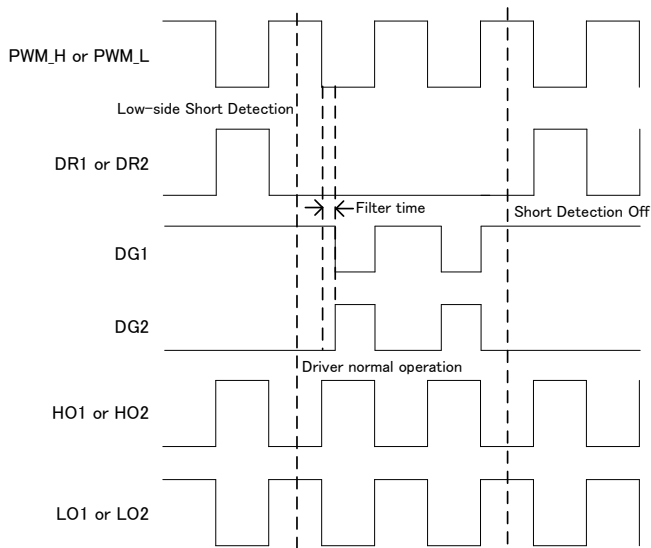 PWM_H or PWM_L
Low-side Short Detection
DR1 or DR2
Filter time
Short Detection Off
DG1
DG2
Driver normal operation
HO1 or HO2
LO1 or LO2